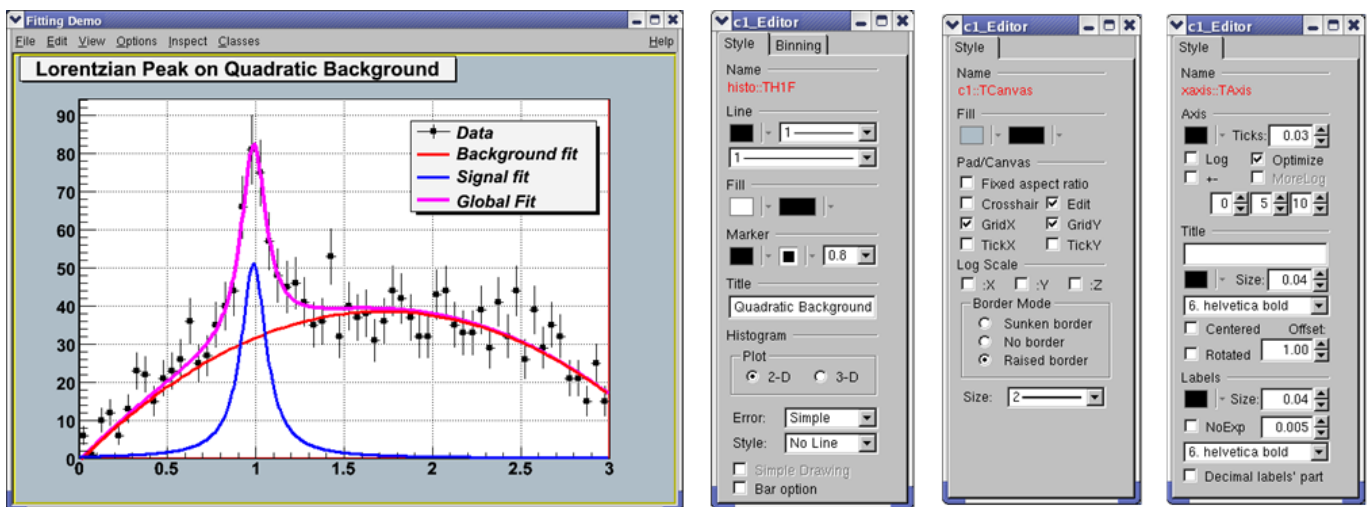 Fitting Demo
File Edit View Options Inspect Classes Help
Lorentzian Peak on Quadratic Background
Data
Background fit
Signal fit
Global Fit
90
80
70
60
50
40
30
20
10
0
0 0.5 1 1.5 2 2.5 3
c1_Editor
Style Binning
Name
histo::TH1F
Line
1
1
Fill
Marker
0.8
Title
Quadratic Background
Histogram
Plot
2-D 3-D
Error: Simple
Style: No Line
Simple Drawing
Bar option
c1_Editor
Style
Name
c1::TCanvas
Fill
Pad/Canvas
Fixed aspect ratio
Crosshair Edit
GridX GridY
TickX TickY
Log Scale
:X :Y :Z
Border Mode
Sunken border
No border
Raised border
Size: 2
c1_Editor
Style
Name
xaxis::TAxis
Axis
Ticks: 0.03
Log Optimize
+- MoreLog
0 5 10
Title
Size: 0.04
6. helvetica bold
Centered Offset:
Rotated 1.00
Labels
Size: 0.04
NoExp 0.005
6. helvetica bold
Decimal labels' part